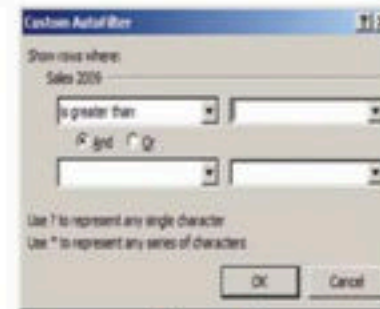 Custom AutoFilter
Show rows where:
Sales 2009
is greater than
And Or
Use ? to represent any single character
Use * to represent any series of characters
OK Cancel